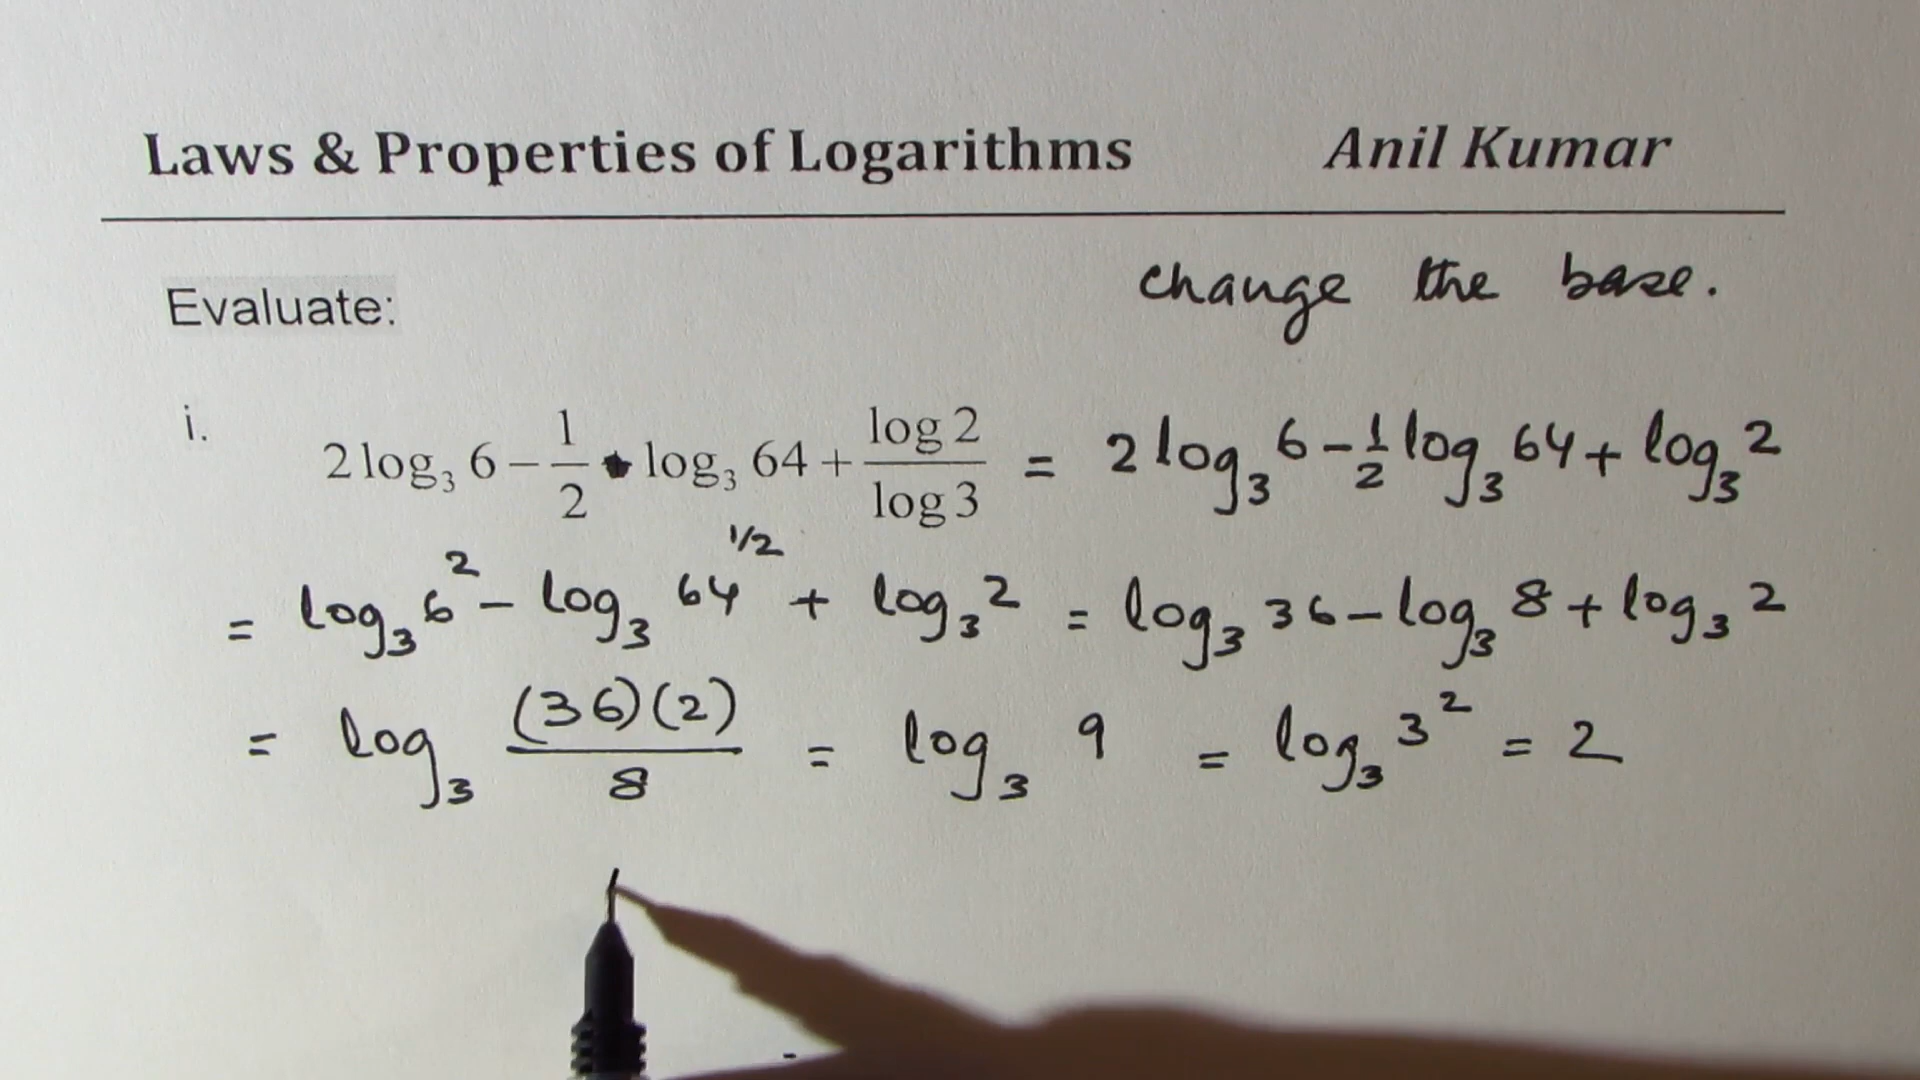 Laws & Properties of Logarithms Anil Kumar
change the base.
Evaluate:
i. 2 log₃ 6 − 1/2 log₃ 64 + log 2/log 3 = 2 log₃ 6 − 1/2 log₃ 64 + log₃ 2
= log₃ 6² − log₃ 64^1/2 + log₃ 2 = log₃ 36 − log₃ 8 + log₃ 2
= log₃ (36)(2)/8 = log₃ 9 = log₃ 3² = 2